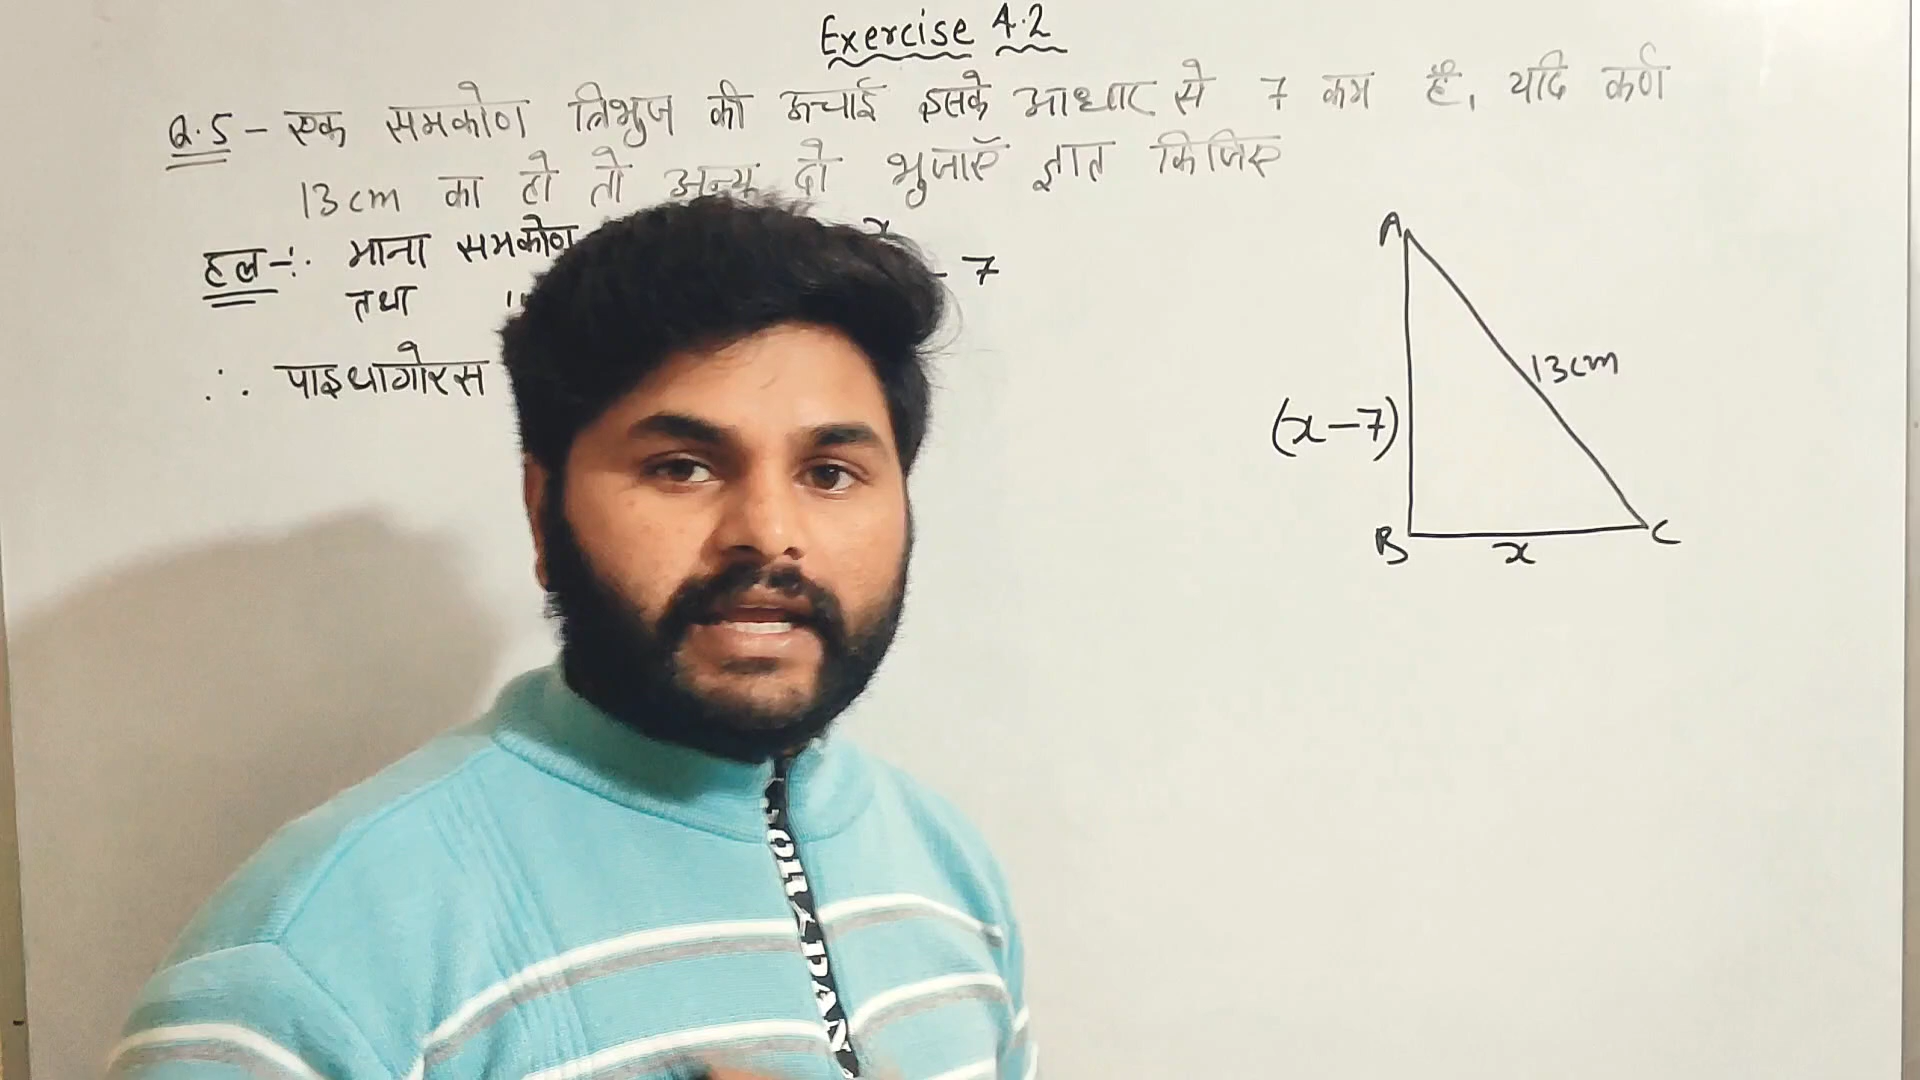 Exercise 4.2
Q.5 - एक समकोण त्रिभुज की ऊचाई इसके आधार से 7 कम है, यदि कर्ण
13cm का हो तो अन्य दो भुजाएँ ज्ञात किजिए
हल -: माना समकोण x
तथा " - 7
∴ पाइथागोरस
A
13cm
(x-7)
B x C